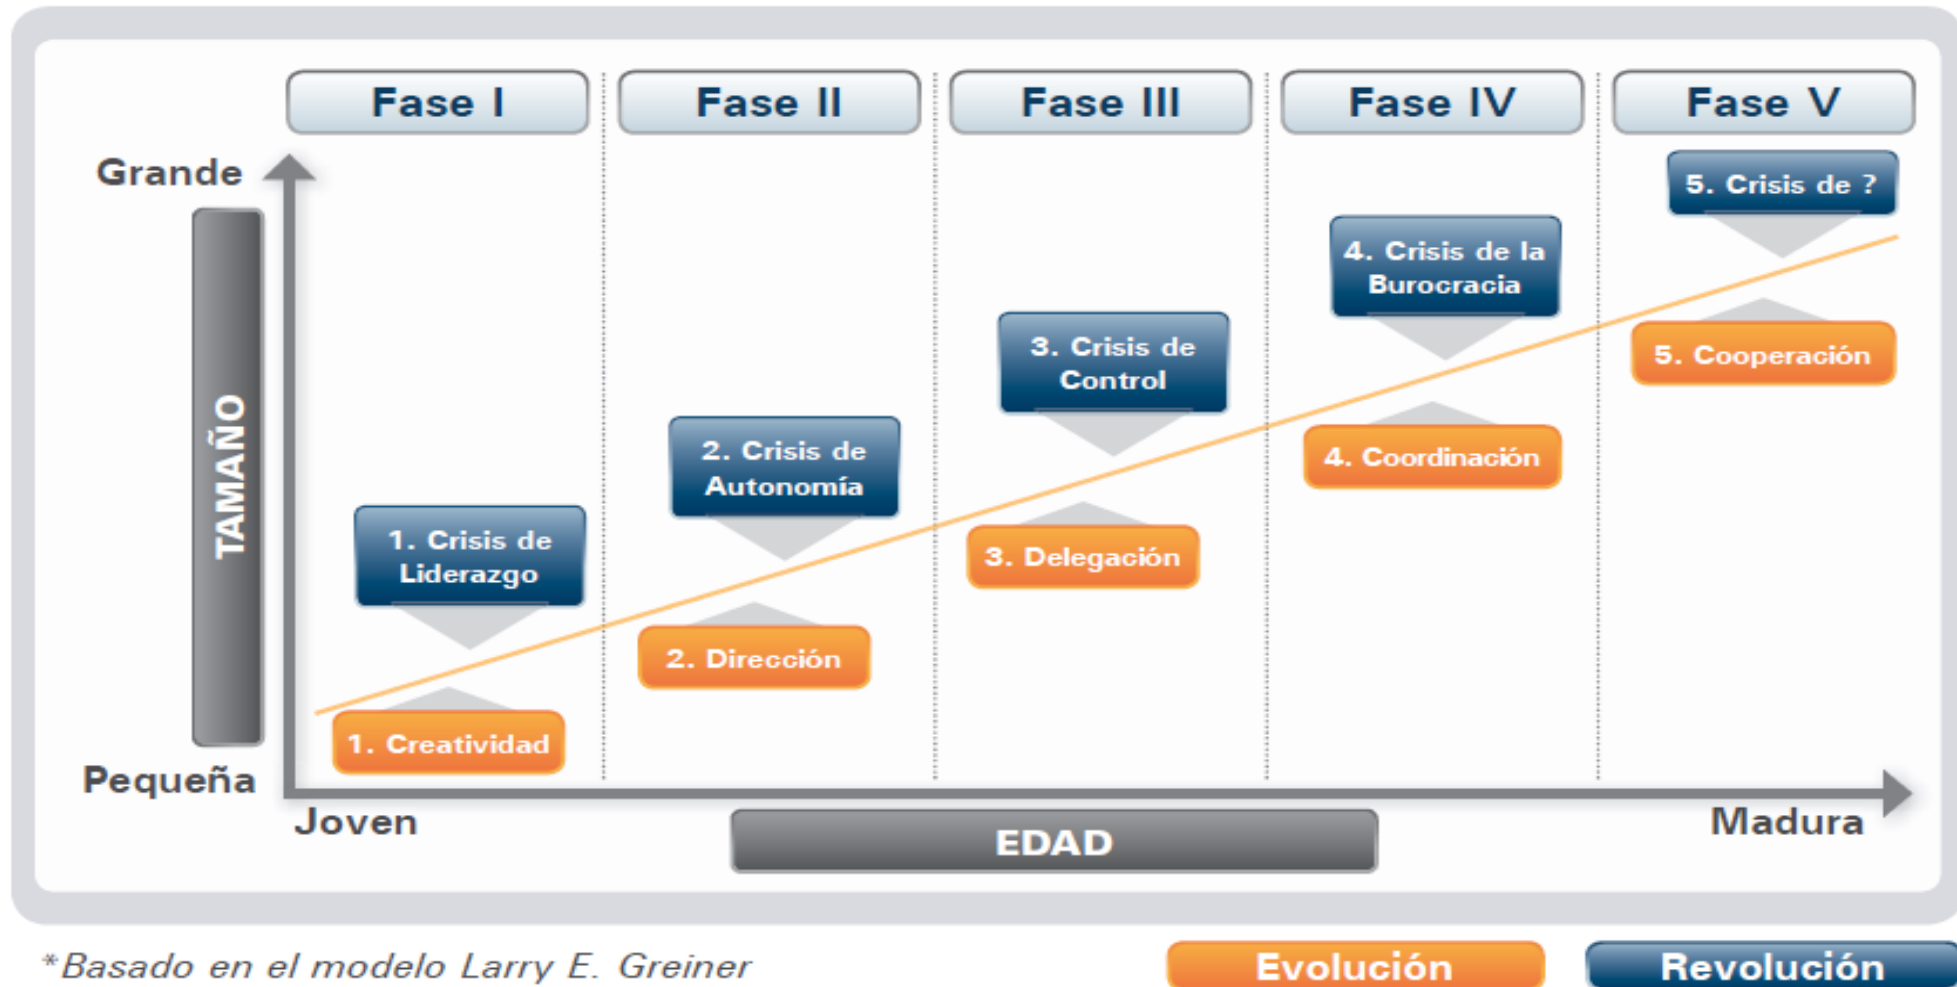 Fase I
Fase II
Fase III
Fase IV
Fase V
Grande
TAMAÑO
Pequeña
5. Crisis de ?
4. Crisis de la
Burocracia
3. Crisis de
Control
5. Cooperación
2. Crisis de
Autonomía
4. Coordinación
1. Crisis de
Liderazgo
3. Delegación
2. Dirección
1. Creatividad
Joven
Madura
EDAD
*Basado en el modelo Larry E. Greiner
Evolución
Revolución